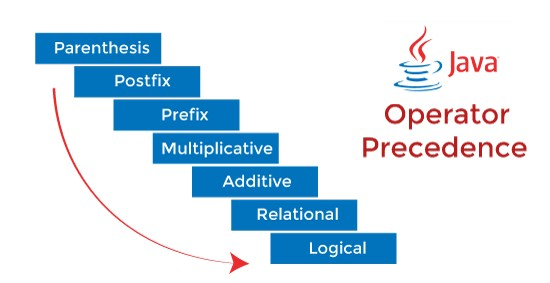 Parenthesis
Postfix
Prefix
Multiplicative
Additive
Relational
Logical
Java
Operator
Precedence